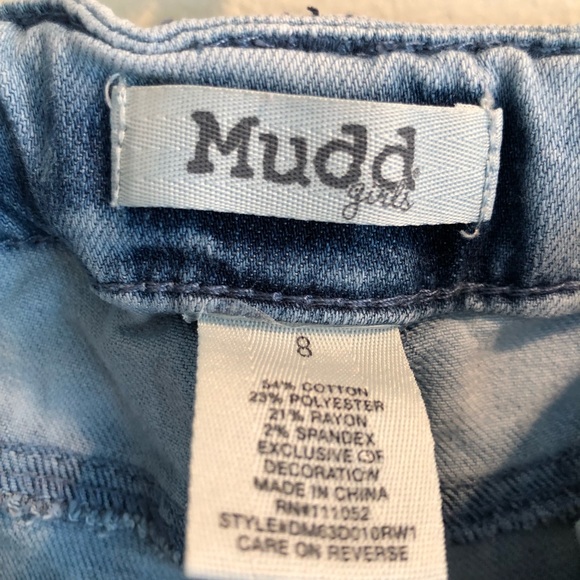 Mudd
girls
8
54% COTTON
23% POLYESTER
21% RAYON
2% SPANDEX
EXCLUSIVE OF
DECORATION
MADE IN CHINA
RN#111052
STYLE#DM63D010RW1
CARE ON REVERSE